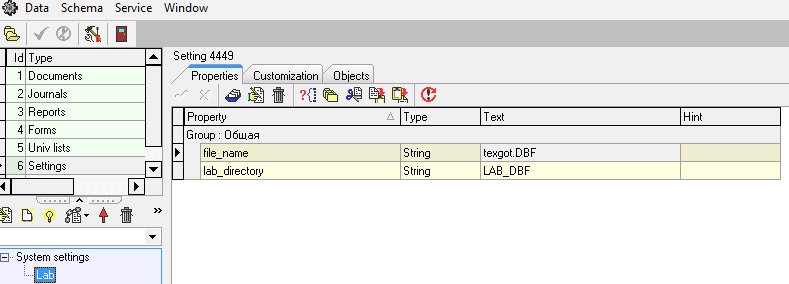 Data Schema Service Window
Setting 4449
Id Type
Properties Customization Objects
1 Documents
2 Journals
3 Reports
4 Forms
5 Univ lists
6 Settings
Property Type Text Hint
Group : Общая
file_name String texgot.DBF
lab_directory String LAB_DBF
System settings
Lab